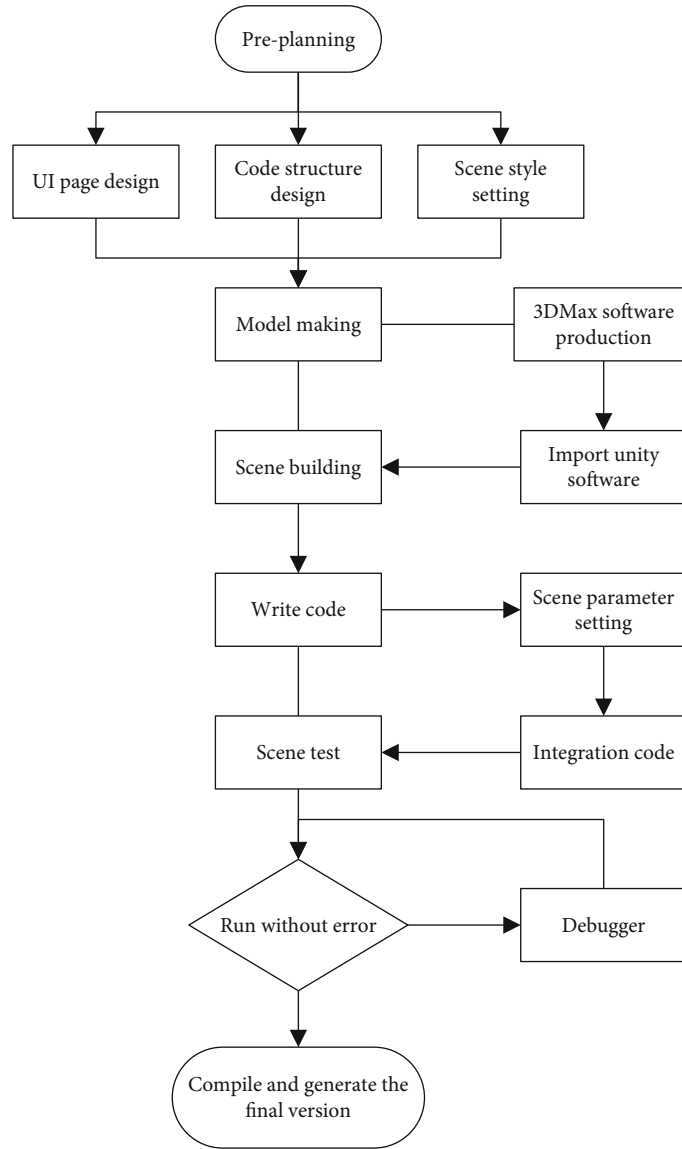 Pre-planning
UI page design
Code structure
design
Scene style
setting
Model making
3DMax software
production
Scene building
Import unity
software
Write code
Scene parameter
setting
Scene test
Integration code
Run without error
Debugger
Compile and generate the
final version